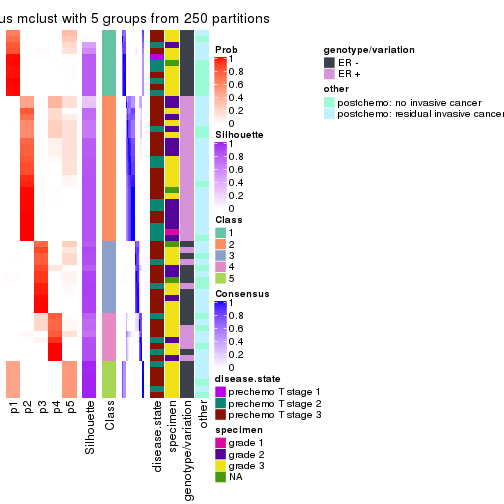 us mclust with 5 groups from 250 partitions
Prob
1
0.8
0.6
0.4
0.2
0
Silhouette
1
0.8
0.6
0.4
0.2
0
Class
1
2
3
4
5
Consensus
1
0.8
0.6
0.4
0.2
0
disease.state
prechemo T stage 1
prechemo T stage 2
prechemo T stage 3
specimen
grade 1
grade 2
grade 3
NA
genotype/variation
ER -
ER +
other
postchemo: no invasive cancer
postchemo: residual invasive cancer
p1
p2
p3
p4
p5
Silhouette
Class
disease.state
specimen
genotype/variation
other